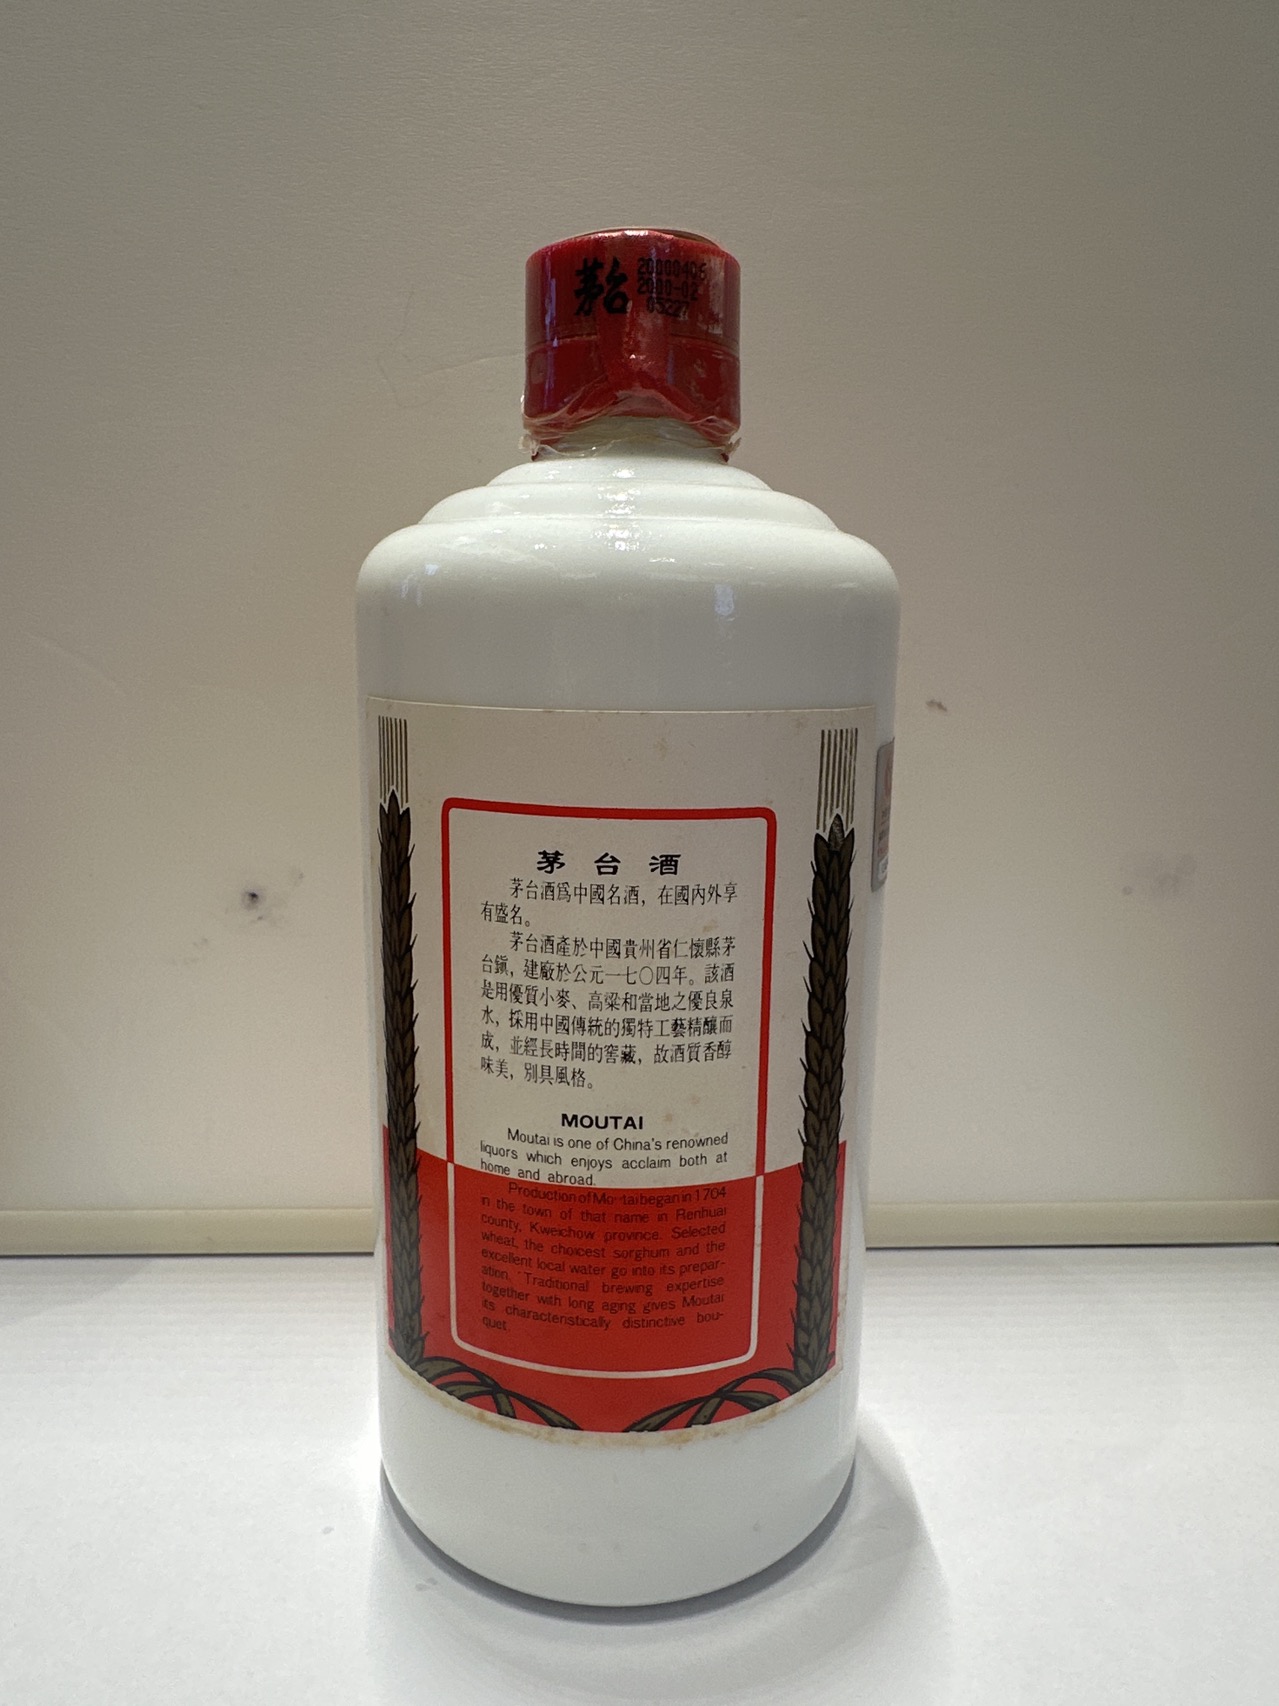 茅台
20000406
2000-02
05227
茅台酒
茅台酒爲中國名酒，在國內外享
有盛名。
茅台酒產於中國貴州省仁懷縣茅
台鎮，建廠於公元一七〇四年。該酒
是用優質小麥、高粱和當地之優良泉
水，採用中國傳統的獨特工藝精釀而
成，並經長時間的窖藏，故酒質香醇
味美，別具風格。
MOUTAI
Moutai is one of China's renowned
liquors which enjoys acclaim both at
home and abroad.
Production of Moutai began in 1704
in the town of that name in Renhuai
county, Kweichow province. Selected
wheat, the choicest sorghum and the
excellent local water go into its prepar-
ation. Traditional brewing expertise
together with long aging gives Moutai
its characteristically distinctive bou-
quet.